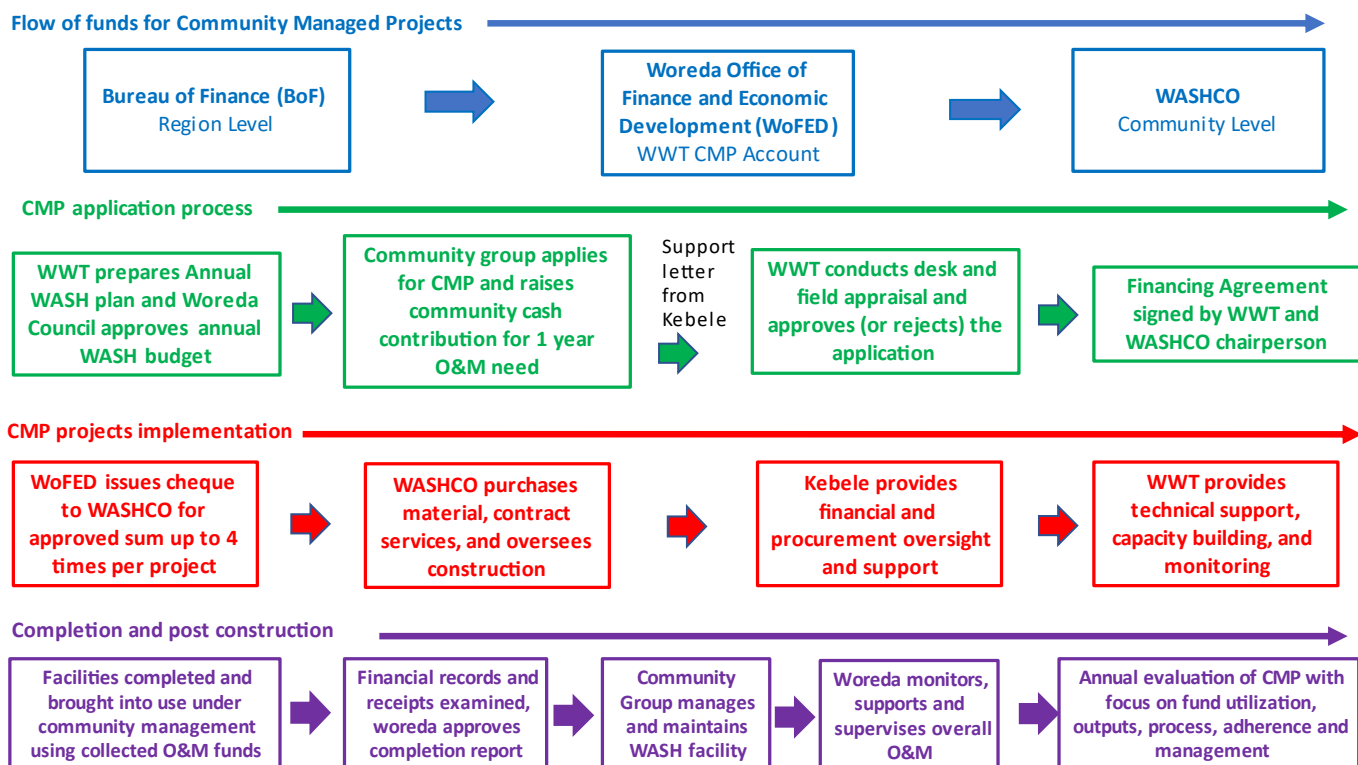 Flow of funds for Community Managed Projects
Bureau of Finance (BoF)
Region Level
Woreda Office of
Finance and Economic
Development (WoFED)
WWT CMP Account
WASHCO
Community Level
CMP application process
WWT prepares Annual
WASH plan and Woreda
Council approves annual
WASH budget
Community group applies
for CMP and raises
community cash
contribution for 1 year
O&M need
Support
letter
from
Kebele
WWT conducts desk and
field appraisal and
approves (or rejects) the
application
Financing Agreement
signed by WWT and
WASHCO chairperson
CMP projects implementation
WoFED issues cheque
to WASHCO for
approved sum up to 4
times per project
WASHCO purchases
material, contract
services, and oversees
construction
Kebele provides
financial and
procurement oversight
and support
WWT provides
technical support,
capacity building, and
monitoring
Completion and post construction
Facilities completed and
brought into use under
community management
using collected O&M funds
Financial records and
receipts examined,
woreda approves
completion report
Community
Group manages
and maintains
WASH facility
Woreda monitors,
supports and
supervises overall
O&M
Annual evaluation of CMP with
focus on fund utilization,
outputs, process, adherence and
management